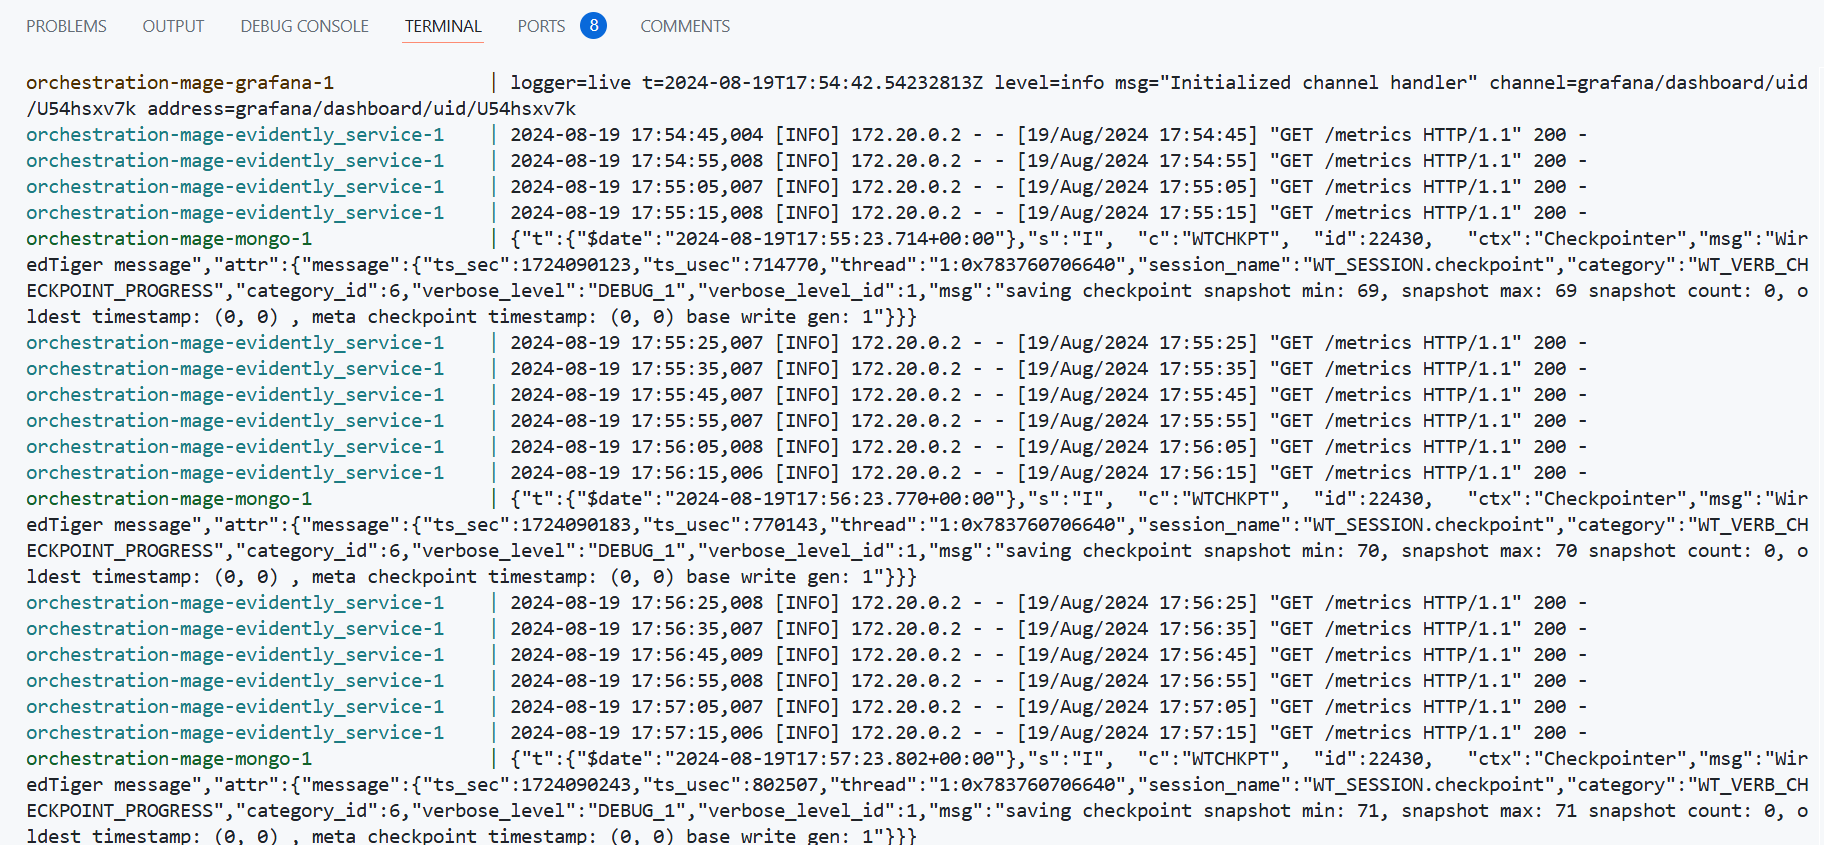 PROBLEMS OUTPUT DEBUG CONSOLE TERMINAL PORTS 8 COMMENTS
orchestration-mage-grafana-1 | logger=live t=2024-08-19T17:54:42.54232813Z level=info msg="Initialized channel handler" channel=grafana/dashboard/uid
/U54hsxv7k address=grafana/dashboard/uid/U54hsxv7k
orchestration-mage-evidently_service-1 | 2024-08-19 17:54:45,004 [INFO] 172.20.0.2 - - [19/Aug/2024 17:54:45] "GET /metrics HTTP/1.1" 200 -
orchestration-mage-evidently_service-1 | 2024-08-19 17:54:55,008 [INFO] 172.20.0.2 - - [19/Aug/2024 17:54:55] "GET /metrics HTTP/1.1" 200 -
orchestration-mage-evidently_service-1 | 2024-08-19 17:55:05,007 [INFO] 172.20.0.2 - - [19/Aug/2024 17:55:05] "GET /metrics HTTP/1.1" 200 -
orchestration-mage-evidently_service-1 | 2024-08-19 17:55:15,008 [INFO] 172.20.0.2 - - [19/Aug/2024 17:55:15] "GET /metrics HTTP/1.1" 200 -
orchestration-mage-mongo-1 | {"t":{"$date":"2024-08-19T17:55:23.714+00:00"},"s":"I", "c":"WTCHKPT", "id":22430, "ctx":"Checkpointer","msg":"Wir
edTiger message","attr":{"message":{"ts_sec":1724090123,"ts_usec":714770,"thread":"1:0x783760706640","session_name":"WT_SESSION.checkpoint","category":"WT_VERB_CH
ECKPOINT_PROGRESS","category_id":6,"verbose_level":"DEBUG_1","verbose_level_id":1,"msg":"saving checkpoint snapshot min: 69, snapshot max: 69 snapshot count: 0, o
ldest timestamp: (0, 0) , meta checkpoint timestamp: (0, 0) base write gen: 1"}}}
orchestration-mage-evidently_service-1 | 2024-08-19 17:55:25,007 [INFO] 172.20.0.2 - - [19/Aug/2024 17:55:25] "GET /metrics HTTP/1.1" 200 -
orchestration-mage-evidently_service-1 | 2024-08-19 17:55:35,007 [INFO] 172.20.0.2 - - [19/Aug/2024 17:55:35] "GET /metrics HTTP/1.1" 200 -
orchestration-mage-evidently_service-1 | 2024-08-19 17:55:45,007 [INFO] 172.20.0.2 - - [19/Aug/2024 17:55:45] "GET /metrics HTTP/1.1" 200 -
orchestration-mage-evidently_service-1 | 2024-08-19 17:55:55,007 [INFO] 172.20.0.2 - - [19/Aug/2024 17:55:55] "GET /metrics HTTP/1.1" 200 -
orchestration-mage-evidently_service-1 | 2024-08-19 17:56:05,008 [INFO] 172.20.0.2 - - [19/Aug/2024 17:56:05] "GET /metrics HTTP/1.1" 200 -
orchestration-mage-evidently_service-1 | 2024-08-19 17:56:15,006 [INFO] 172.20.0.2 - - [19/Aug/2024 17:56:15] "GET /metrics HTTP/1.1" 200 -
orchestration-mage-mongo-1 | {"t":{"$date":"2024-08-19T17:56:23.770+00:00"},"s":"I", "c":"WTCHKPT", "id":22430, "ctx":"Checkpointer","msg":"Wir
edTiger message","attr":{"message":{"ts_sec":1724090183,"ts_usec":770143,"thread":"1:0x783760706640","session_name":"WT_SESSION.checkpoint","category":"WT_VERB_CH
ECKPOINT_PROGRESS","category_id":6,"verbose_level":"DEBUG_1","verbose_level_id":1,"msg":"saving checkpoint snapshot min: 70, snapshot max: 70 snapshot count: 0, o
ldest timestamp: (0, 0) , meta checkpoint timestamp: (0, 0) base write gen: 1"}}}
orchestration-mage-evidently_service-1 | 2024-08-19 17:56:25,008 [INFO] 172.20.0.2 - - [19/Aug/2024 17:56:25] "GET /metrics HTTP/1.1" 200 -
orchestration-mage-evidently_service-1 | 2024-08-19 17:56:35,007 [INFO] 172.20.0.2 - - [19/Aug/2024 17:56:35] "GET /metrics HTTP/1.1" 200 -
orchestration-mage-evidently_service-1 | 2024-08-19 17:56:45,009 [INFO] 172.20.0.2 - - [19/Aug/2024 17:56:45] "GET /metrics HTTP/1.1" 200 -
orchestration-mage-evidently_service-1 | 2024-08-19 17:56:55,008 [INFO] 172.20.0.2 - - [19/Aug/2024 17:56:55] "GET /metrics HTTP/1.1" 200 -
orchestration-mage-evidently_service-1 | 2024-08-19 17:57:05,007 [INFO] 172.20.0.2 - - [19/Aug/2024 17:57:05] "GET /metrics HTTP/1.1" 200 -
orchestration-mage-evidently_service-1 | 2024-08-19 17:57:15,006 [INFO] 172.20.0.2 - - [19/Aug/2024 17:57:15] "GET /metrics HTTP/1.1" 200 -
orchestration-mage-mongo-1 | {"t":{"$date":"2024-08-19T17:57:23.802+00:00"},"s":"I", "c":"WTCHKPT", "id":22430, "ctx":"Checkpointer","msg":"Wir
edTiger message","attr":{"message":{"ts_sec":1724090243,"ts_usec":802507,"thread":"1:0x783760706640","session_name":"WT_SESSION.checkpoint","category":"WT_VERB_CH
ECKPOINT_PROGRESS","category_id":6,"verbose_level":"DEBUG_1","verbose_level_id":1,"msg":"saving checkpoint snapshot min: 71, snapshot max: 71 snapshot count: 0, o
ldest timestamp: (0, 0) , meta checkpoint timestamp: (0, 0) base write gen: 1"}}}